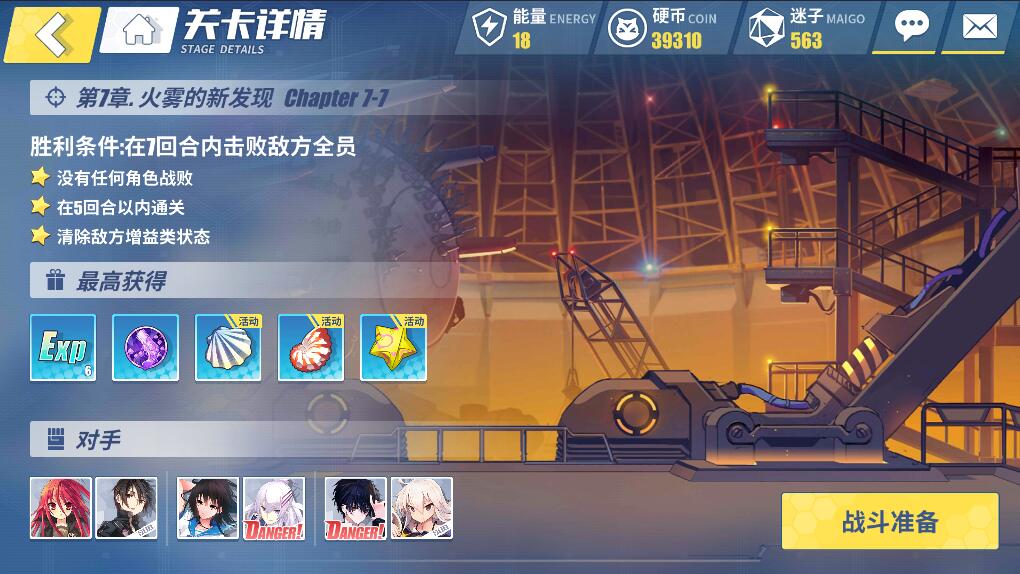 关卡详情
STAGE DETAILS
能量 ENERGY
18
硬币 COIN
39310
迷子 MAIGO
563
第7章.火雾的新发现 Chapter 7-7
胜利条件:在7回合内击败敌方全员
没有任何角色战败
在5回合以内通关
清除敌方增益类状态
最高获得
Exp
6
活动
活动
活动
对手
DANGER!
DANGER!
战斗准备